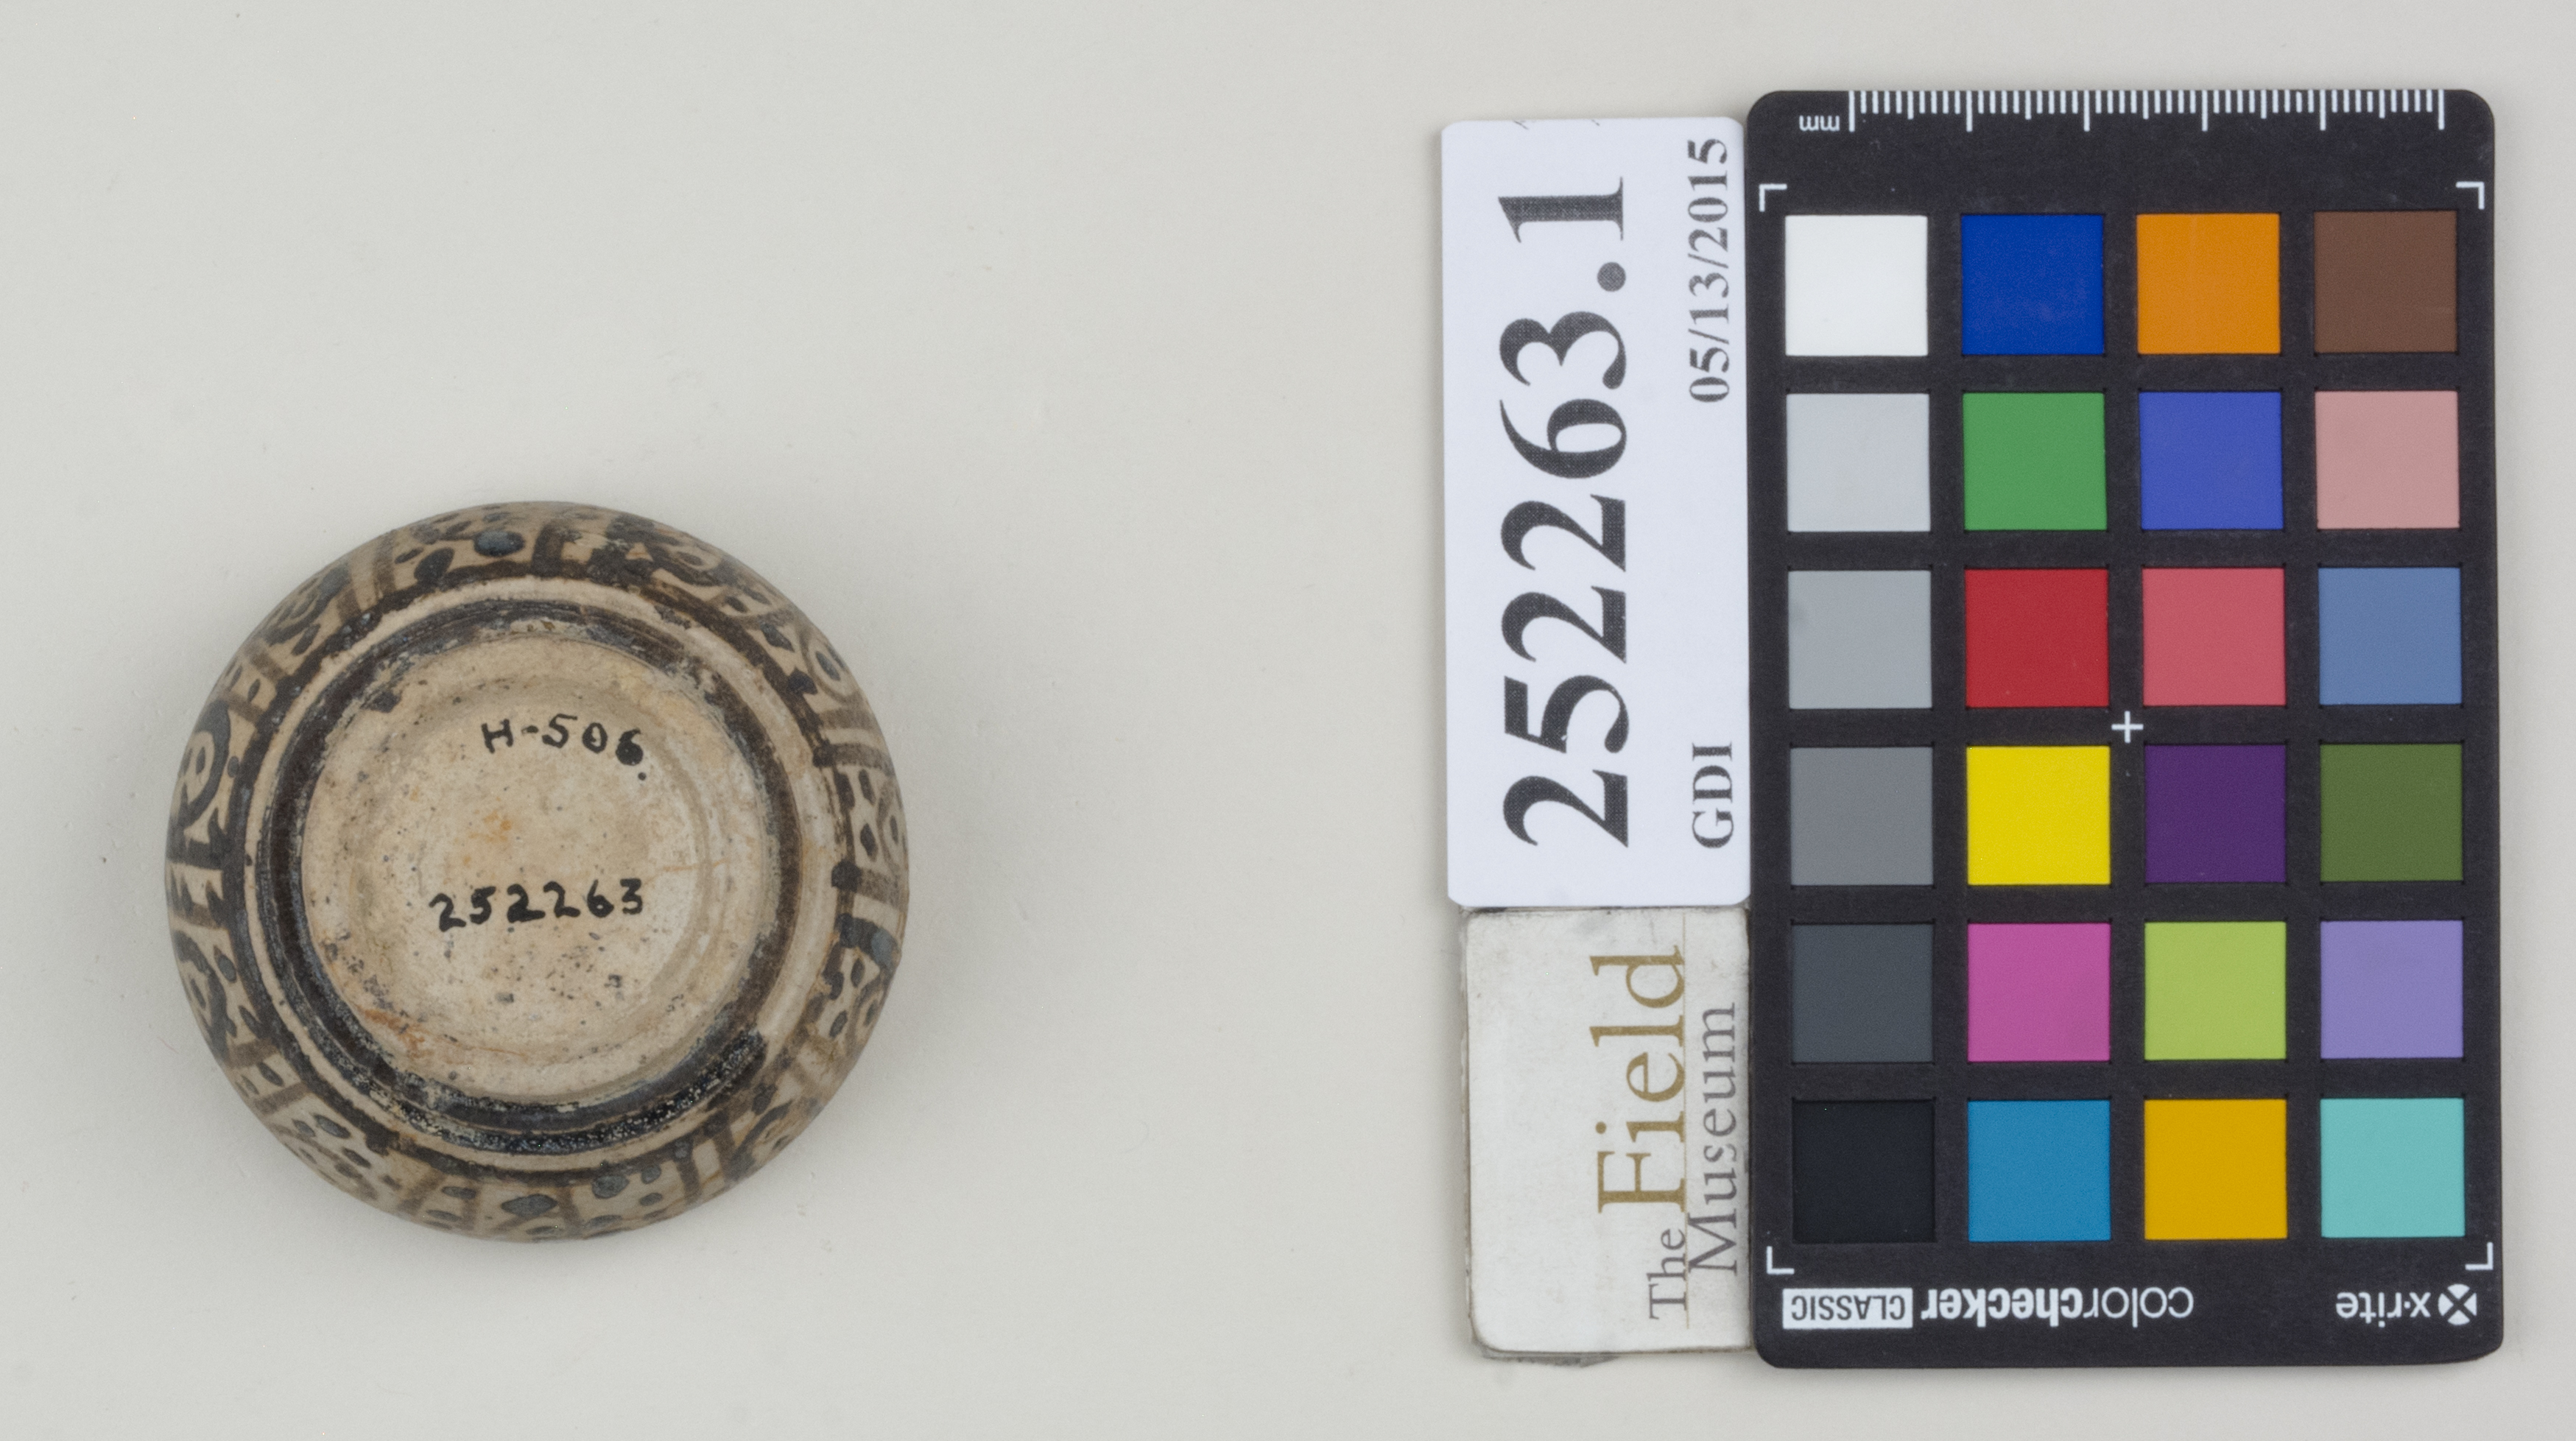 H-506.
252263
252263.1
GDI 05/13/2015
The Field
Museum
mm
x-rite colorchecker CLASSIC